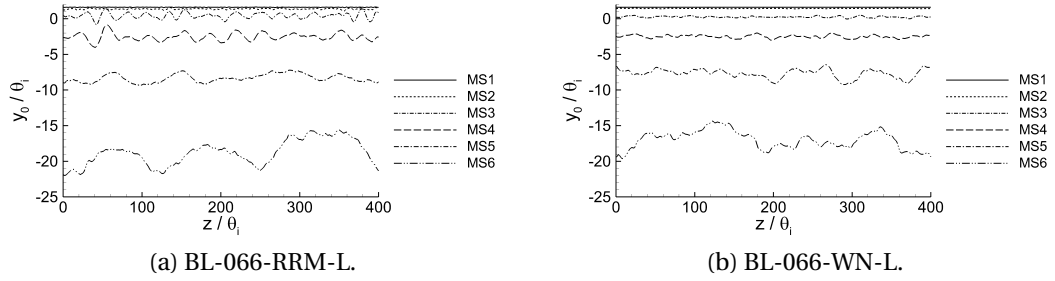 0
-5
-10
-15
-20
-25
y0 / θi
0 100 200 300 400
z / θi
MS1
MS2
MS3
MS4
MS5
MS6
(a) BL-066-RRM-L.
0
-5
-10
-15
-20
-25
y0 / θi
0 100 200 300 400
z / θi
MS1
MS2
MS3
MS4
MS5
MS6
(b) BL-066-WN-L.